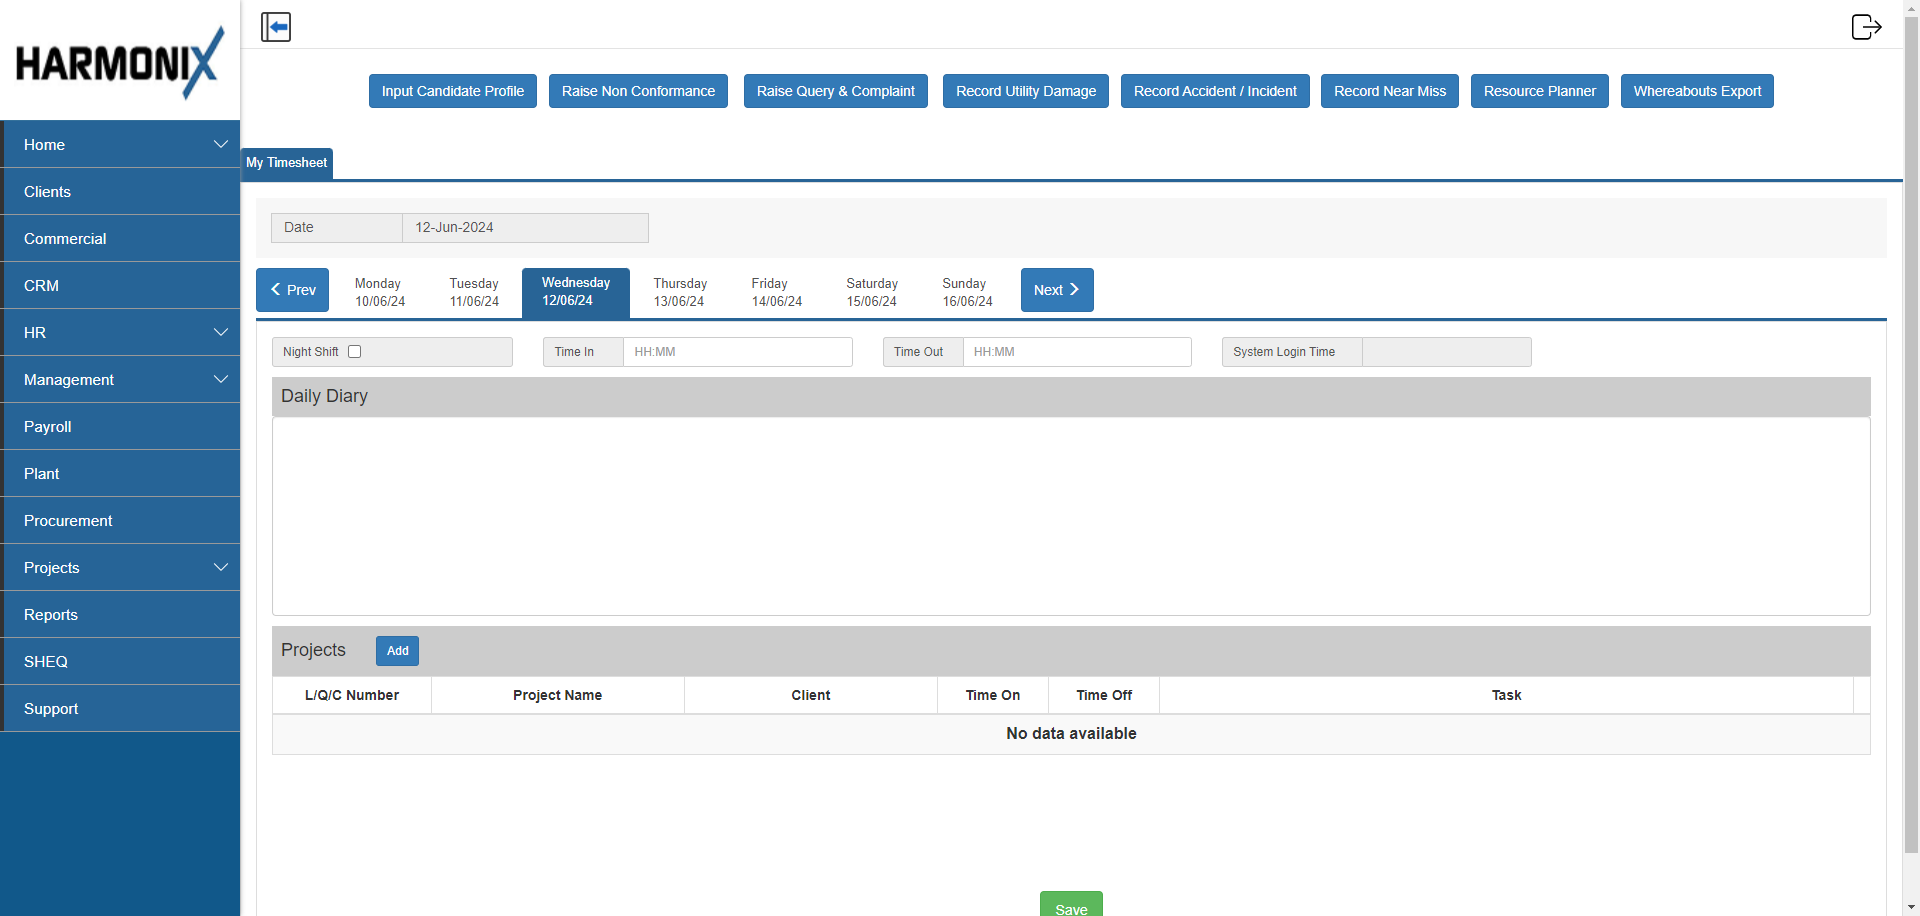 HARMONIX
Input Candidate Profile
Raise Non Conformance
Raise Query & Complaint
Record Utility Damage
Record Accident / Incident
Record Near Miss
Resource Planner
Whereabouts Export
Home
Clients
Commercial
CRM
HR
Management
Payroll
Plant
Procurement
Projects
Reports
SHEQ
Support
My Timesheet
Date 12-Jun-2024
Prev
Monday
10/06/24
Tuesday
11/06/24
Wednesday
12/06/24
Thursday
13/06/24
Friday
14/06/24
Saturday
15/06/24
Sunday
16/06/24
Next
Night Shift
Time In HH:MM
Time Out HH:MM
System Login Time
Daily Diary
Projects Add
L/Q/C Number Project Name Client Time On Time Off Task
No data available
Save